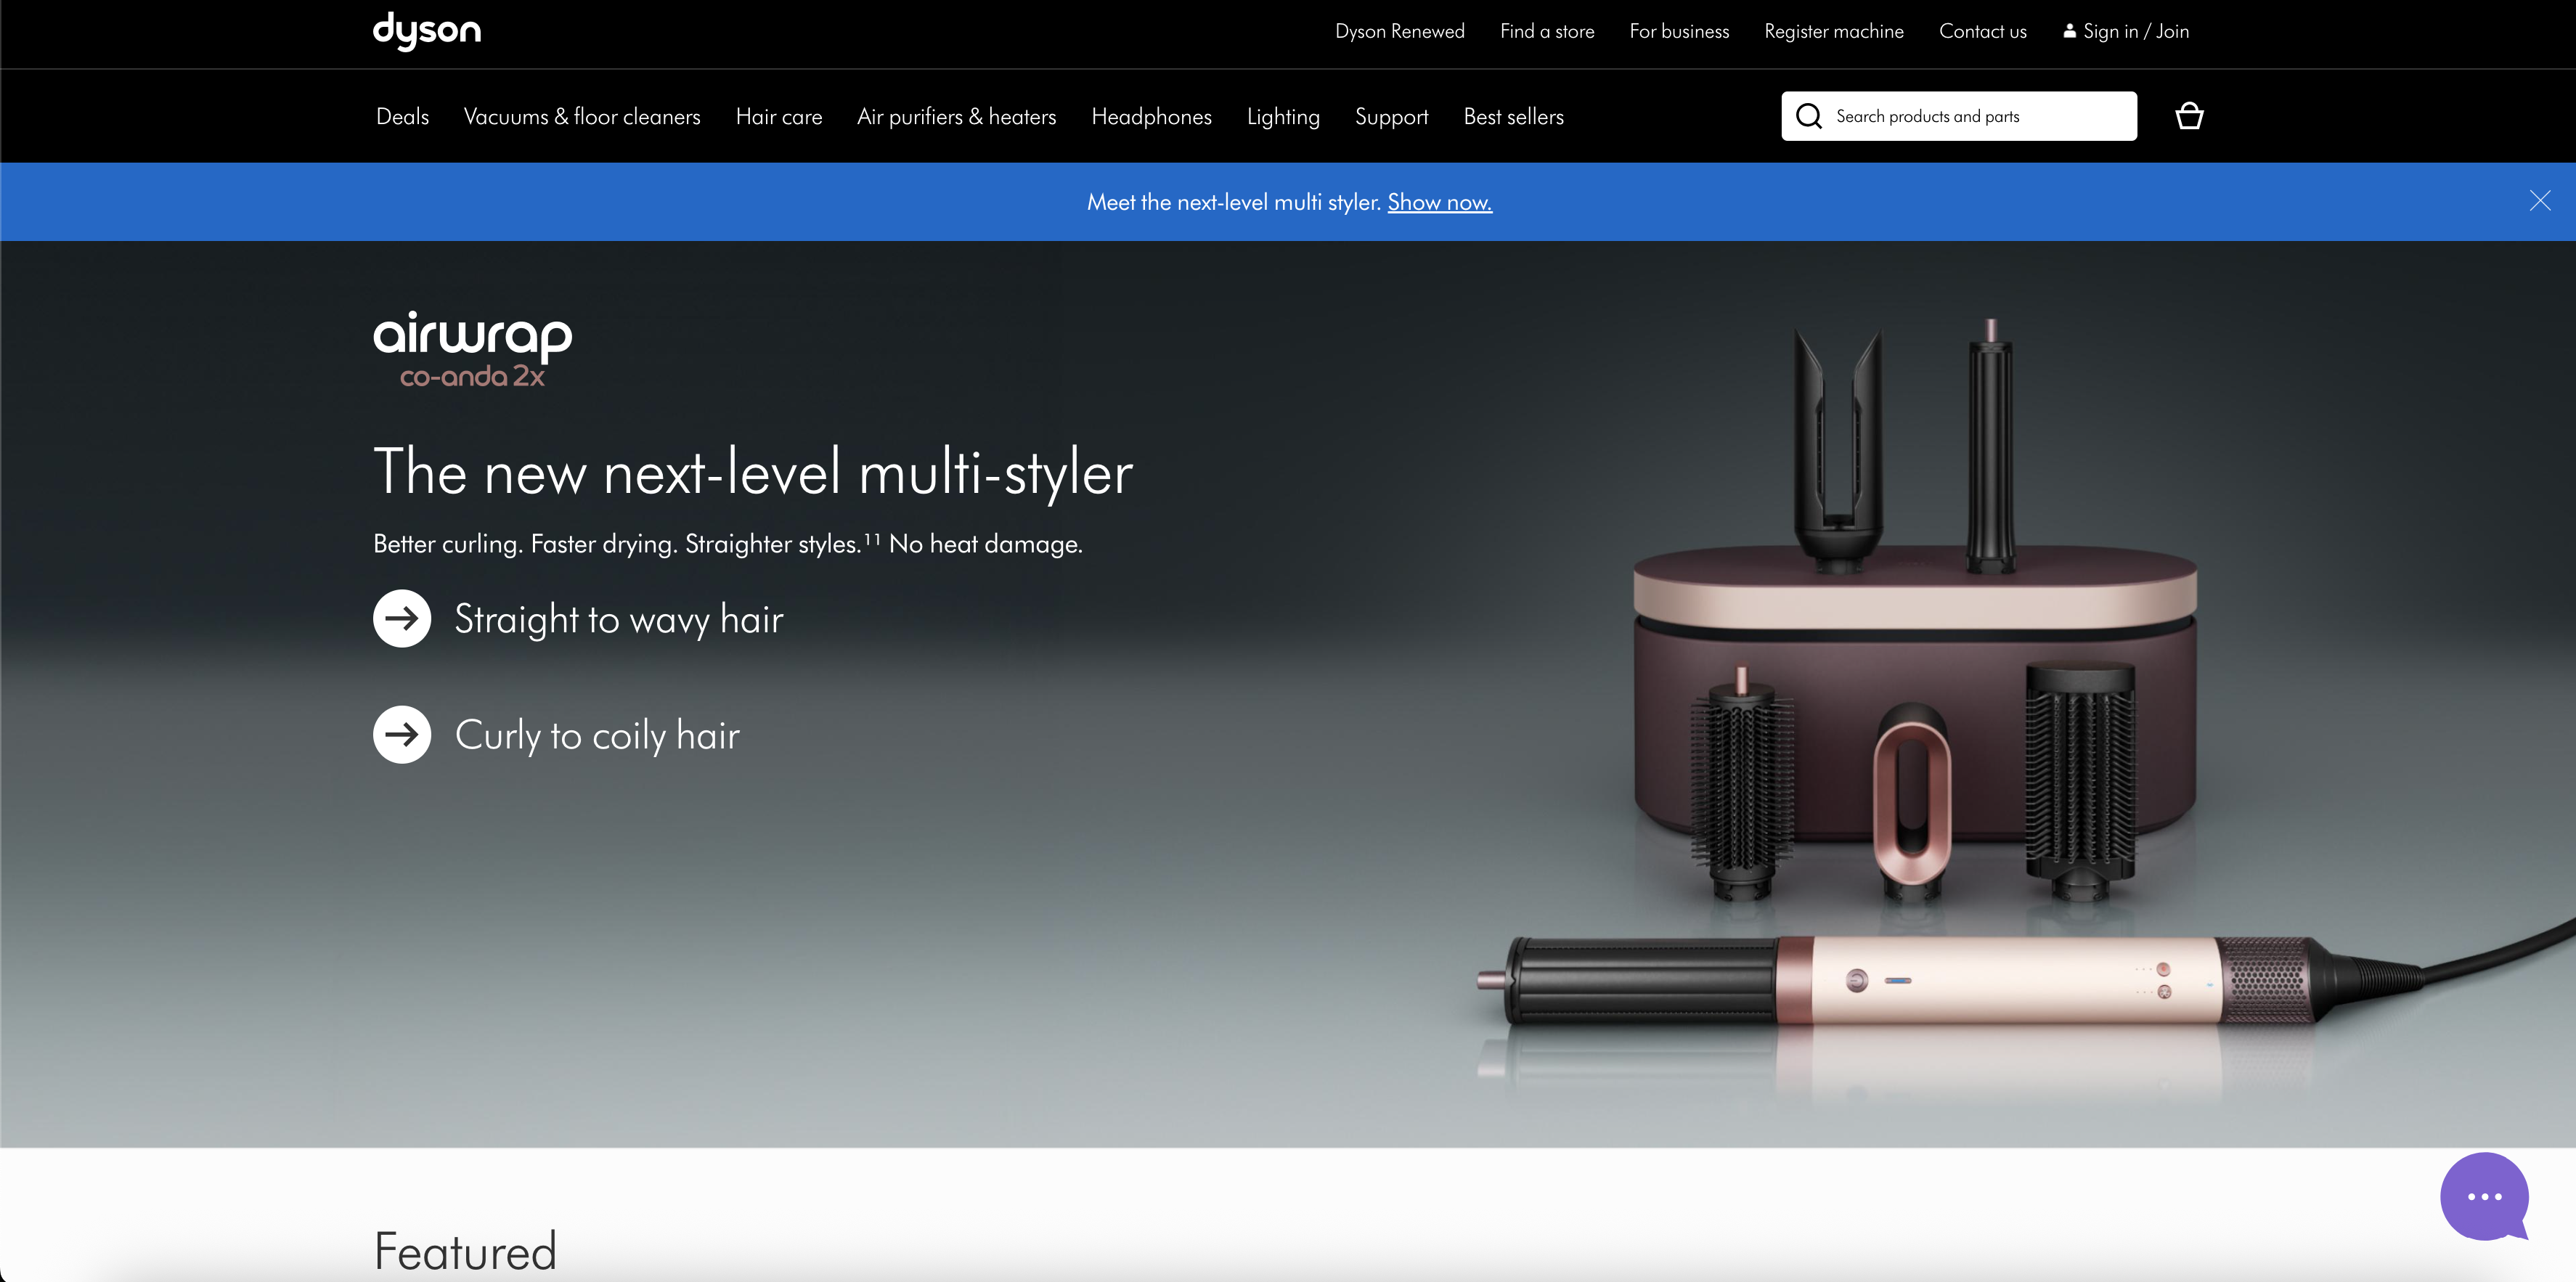 dyson
Dyson Renewed Find a store For business Register machine Contact us Sign in / Join
Deals Vacuums & floor cleaners Hair care Air purifiers & heaters Headphones Lighting Support Best sellers Search products and parts
Meet the next-level multi styler. Show now.
airwrap
co-anda 2x
The new next-level multi-styler
Better curling. Faster drying. Straighter styles.¹¹ No heat damage.
Straight to wavy hair
Curly to coily hair
Featured